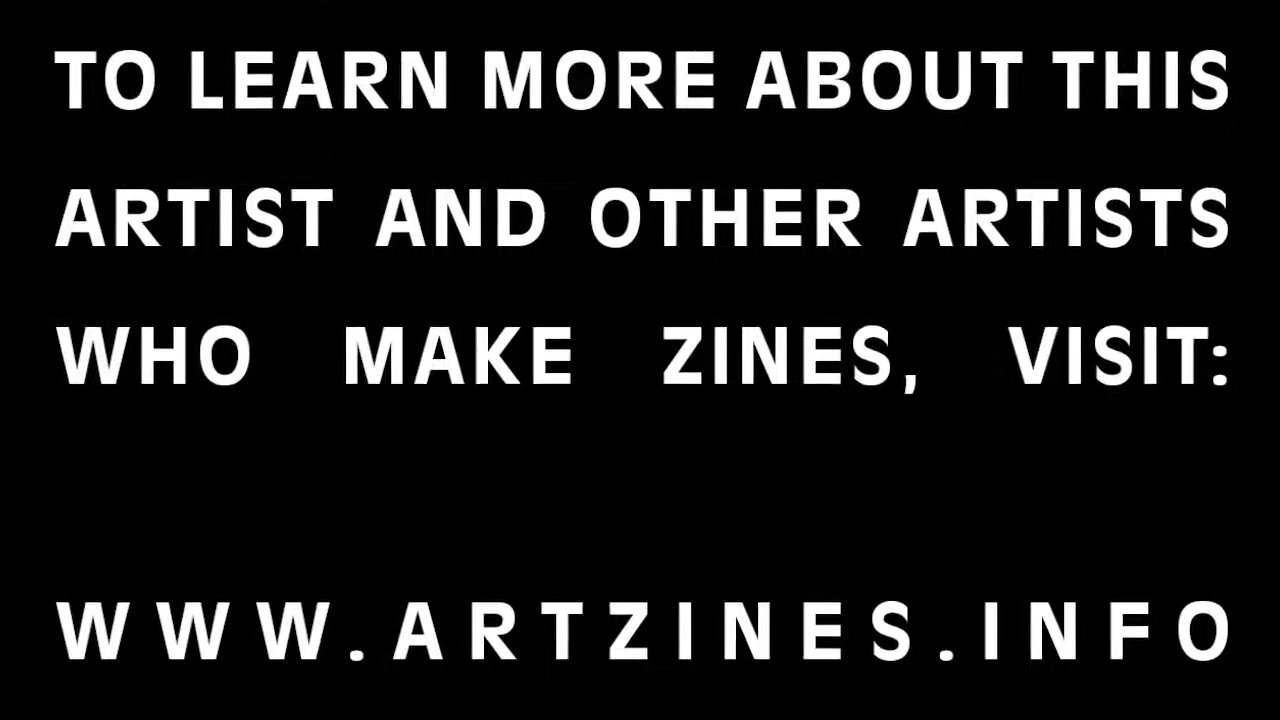 TO LEARN MORE ABOUT THIS
ARTIST AND OTHER ARTISTS
WHO MAKE ZINES, VISIT:
WWW.ARTZINES.INFO